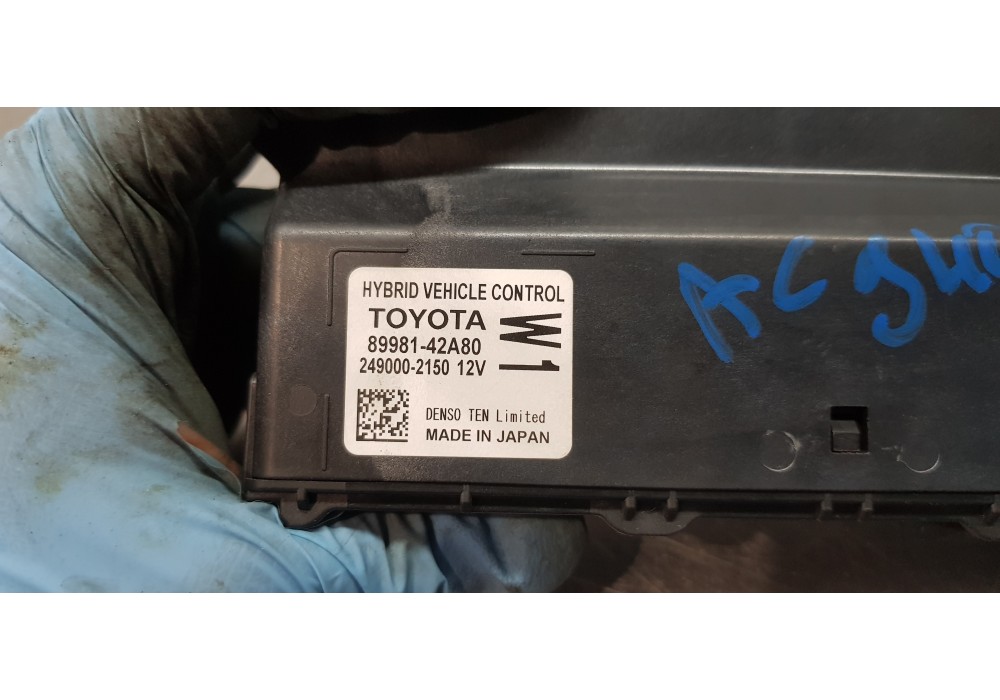 HYBRID VEHICLE CONTROL
TOYOTA
89981-42A80
249000-2150 12V
W1
DENSO TEN Limited
MADE IN JAPAN